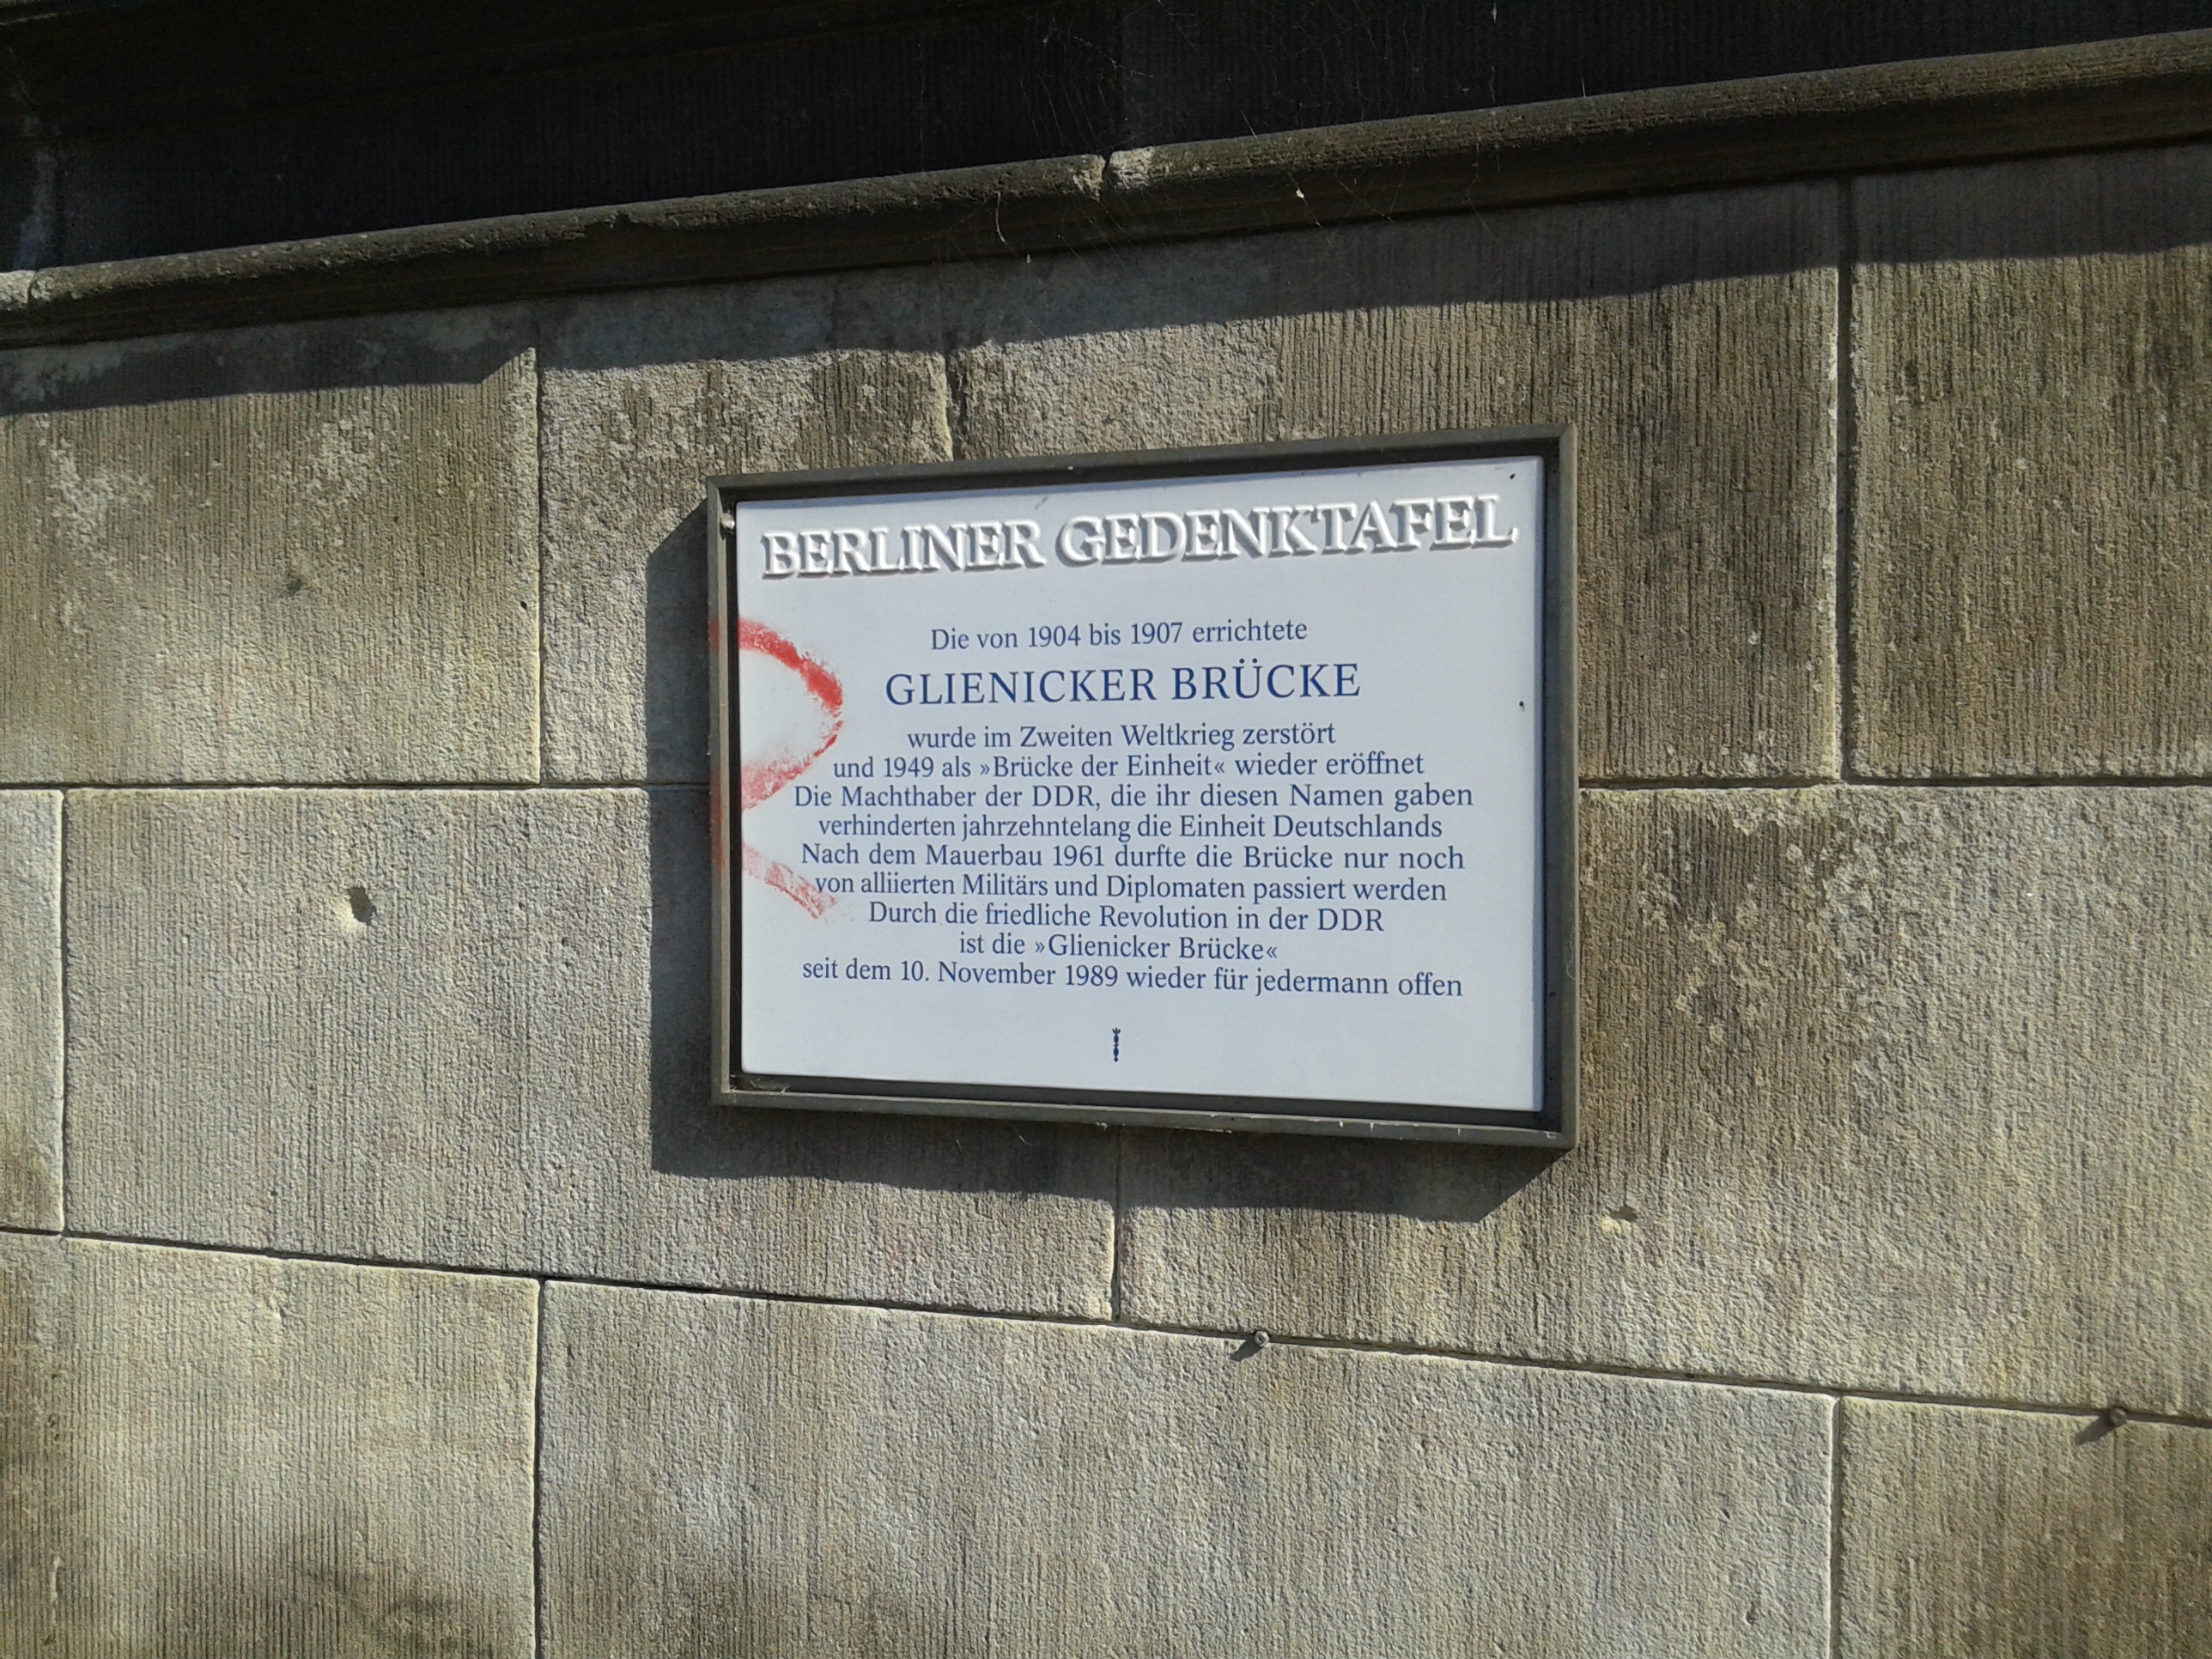 BERLINER GEDENKTAFEL
Die von 1904 bis 1907 errichtete
GLIENICKER BRÜCKE
wurde im Zweiten Weltkrieg zerstört
und 1949 als »Brücke der Einheit« wieder eröffnet
Die Machthaber der DDR, die ihr diesen Namen gaben
verhinderten jahrzehntelang die Einheit Deutschlands
Nach dem Mauerbau 1961 durfte die Brücke nur noch
von alliierten Militärs und Diplomaten passiert werden
Durch die friedliche Revolution in der DDR
ist die »Glienicker Brücke«
seit dem 10. November 1989 wieder für jedermann offen